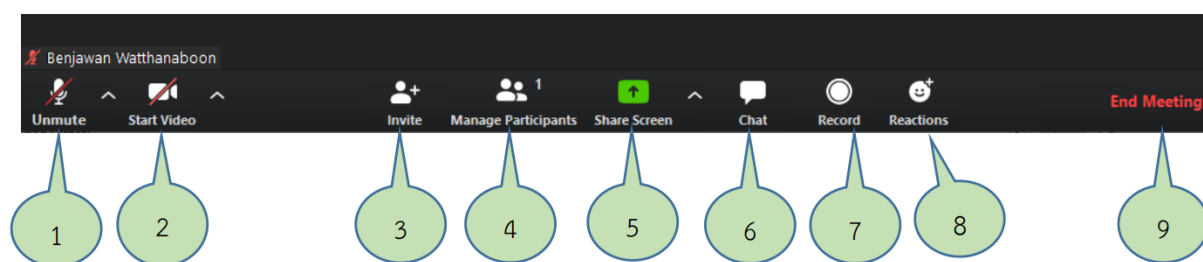 Benjawan Watthanaboon
1
Unmute Start Video Invite Manage Participants Share Screen Chat Record Reactions End Meeting
1 2 3 4 5 6 7 8 9